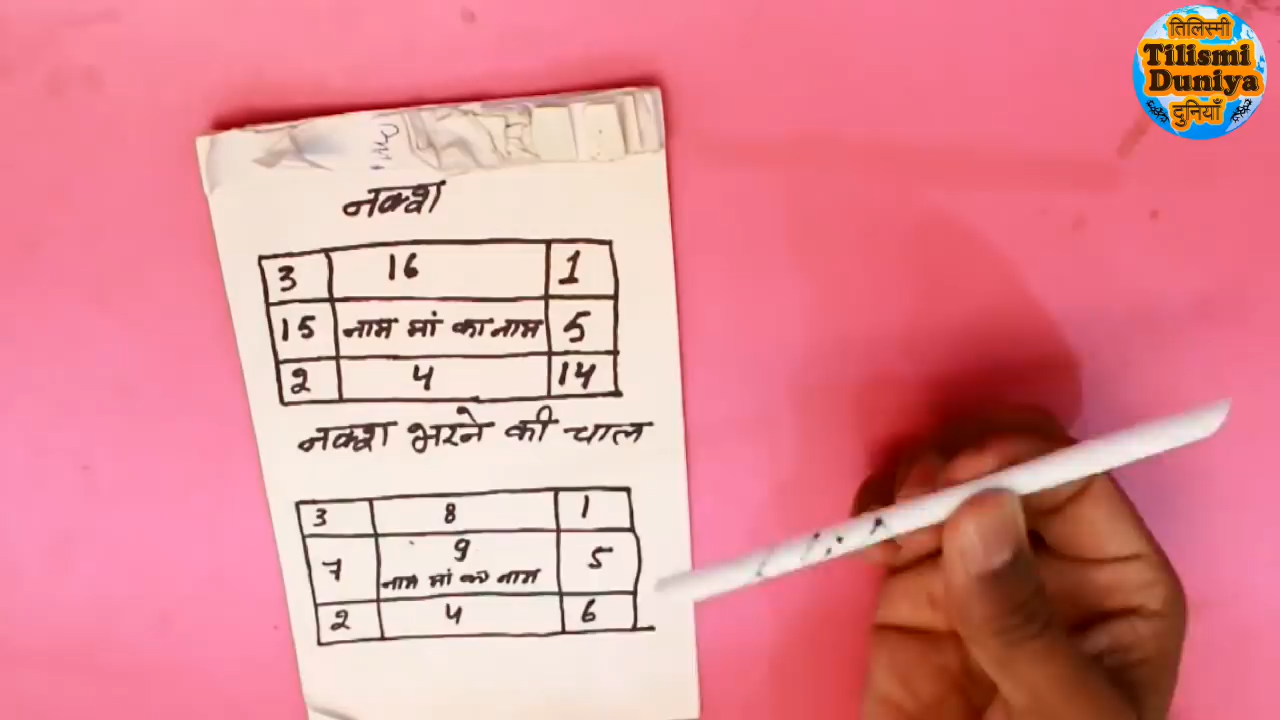 तिलिस्मी
Tilismi
Duniya
दुनियाँ
नक्श
3 16 1
15 नाम मां का नाम 5
2 4 14
नक्श भरने की चाल
3 8 1
7 9 5
नाम मां का नाम
2 4 6